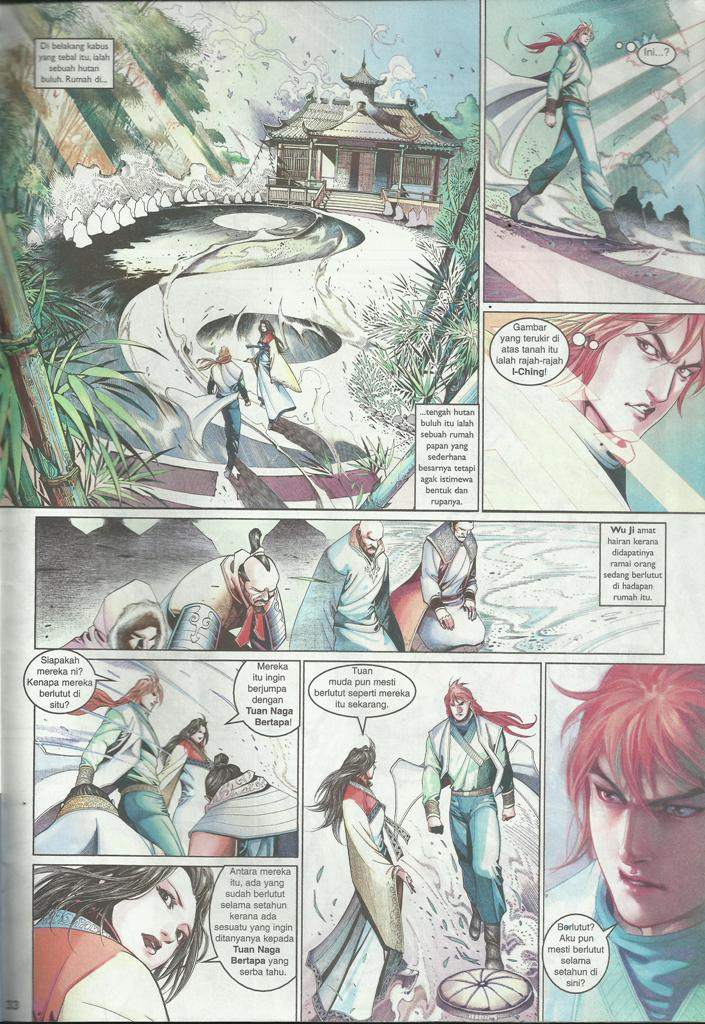 Di belakang kabus
yang tebal itu, ialah
sebuah hutan
buluh. Rumah di...
Ini...?
Gambar
yang terukir di
atas tanah itu
ialah rajah-rajah
I-Ching!
...tengah hutan
buluh itu ialah
sebuah rumah
papan yang
sederhana
besarnya tetapi
agak istimewa
bentuk dan
rupanya.
Wu Ji amat
hairan kerana
didapatinya
ramai orang
sedang berlutut
di hadapan
rumah itu.
Siapakah
mereka ni?
Kenapa mereka
berlutut di
situ?
Mereka
itu ingin
berjumpa
dengan
Tuan Naga
Bertapa!
Antara mereka
itu, ada yang
sudah berlutut
selama setahun
kerana ada
sesuatu yang ingin
ditanyanya kepada
Tuan Naga
Bertapa yang
serba tahu.
Tuan
muda pun mesti
berlutut seperti mereka
itu sekarang.
Berlutut?
Aku pun
mesti berlutut
selama
setahun di
sini?
33